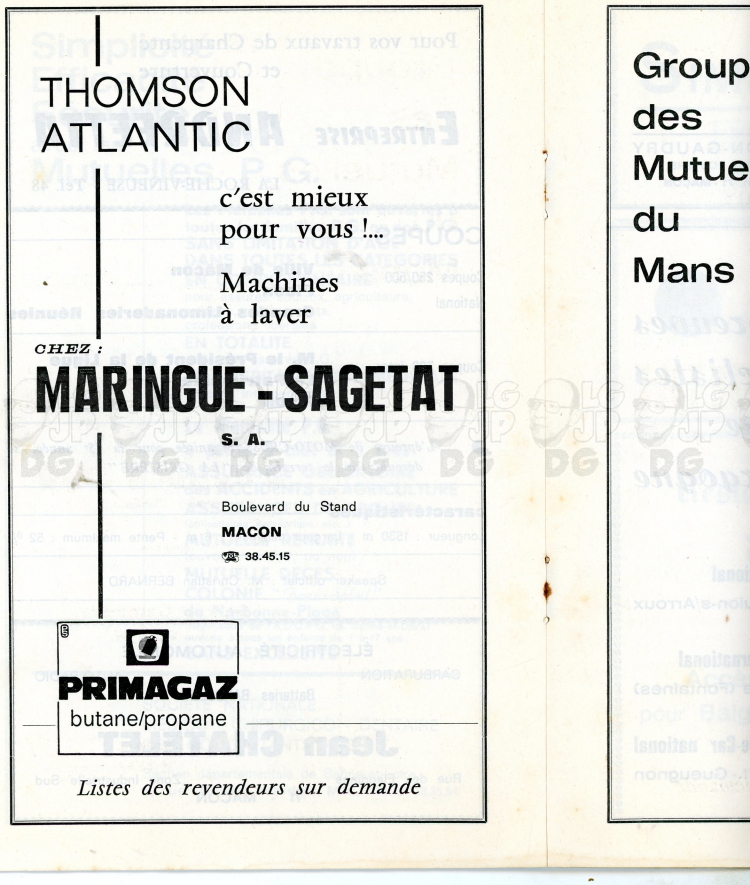 THOMSON
ATLANTIC
c'est mieux
pour vous !...
Machines
à laver
CHEZ :
MARINGUE - SAGETAT
S. A.
Boulevard du Stand
MACON
☎ 38.45.15
PRIMAGAZ
butane/propane
Listes des revendeurs sur demande
Group
des
Mutue
du
Mans